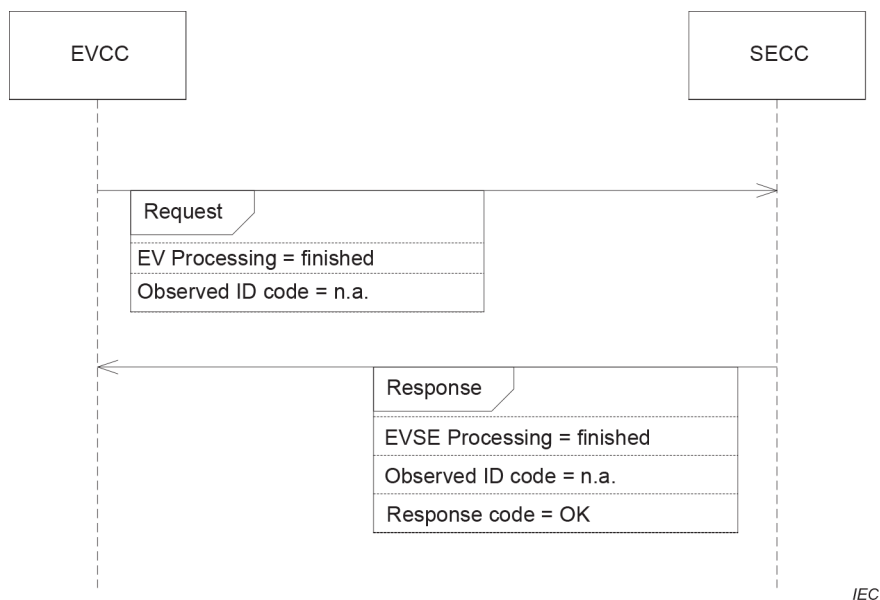 EVCC
SECC
Request
EV Processing = finished
Observed ID code = n.a.
Response
EVSE Processing = finished
Observed ID code = n.a.
Response code = OK
IEC